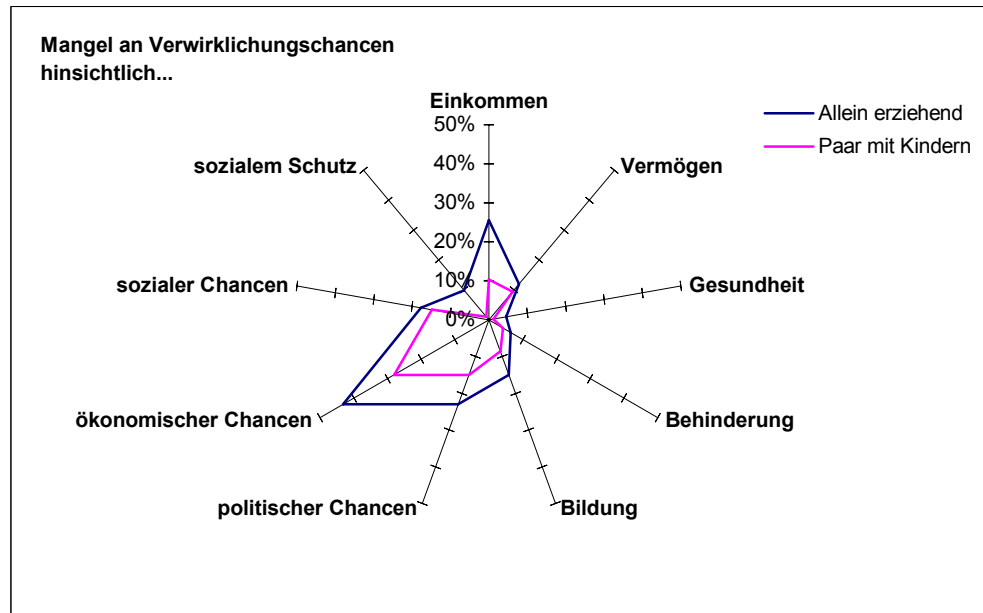 Mangel an Verwirklichungschancen
hinsichtlich...
Einkommen
50%
40%
30%
20%
10%
0%
Allein erziehend
Paar mit Kindern
sozialem Schutz
Vermögen
sozialer Chancen
Gesundheit
ökonomischer Chancen
Behinderung
politischer Chancen
Bildung